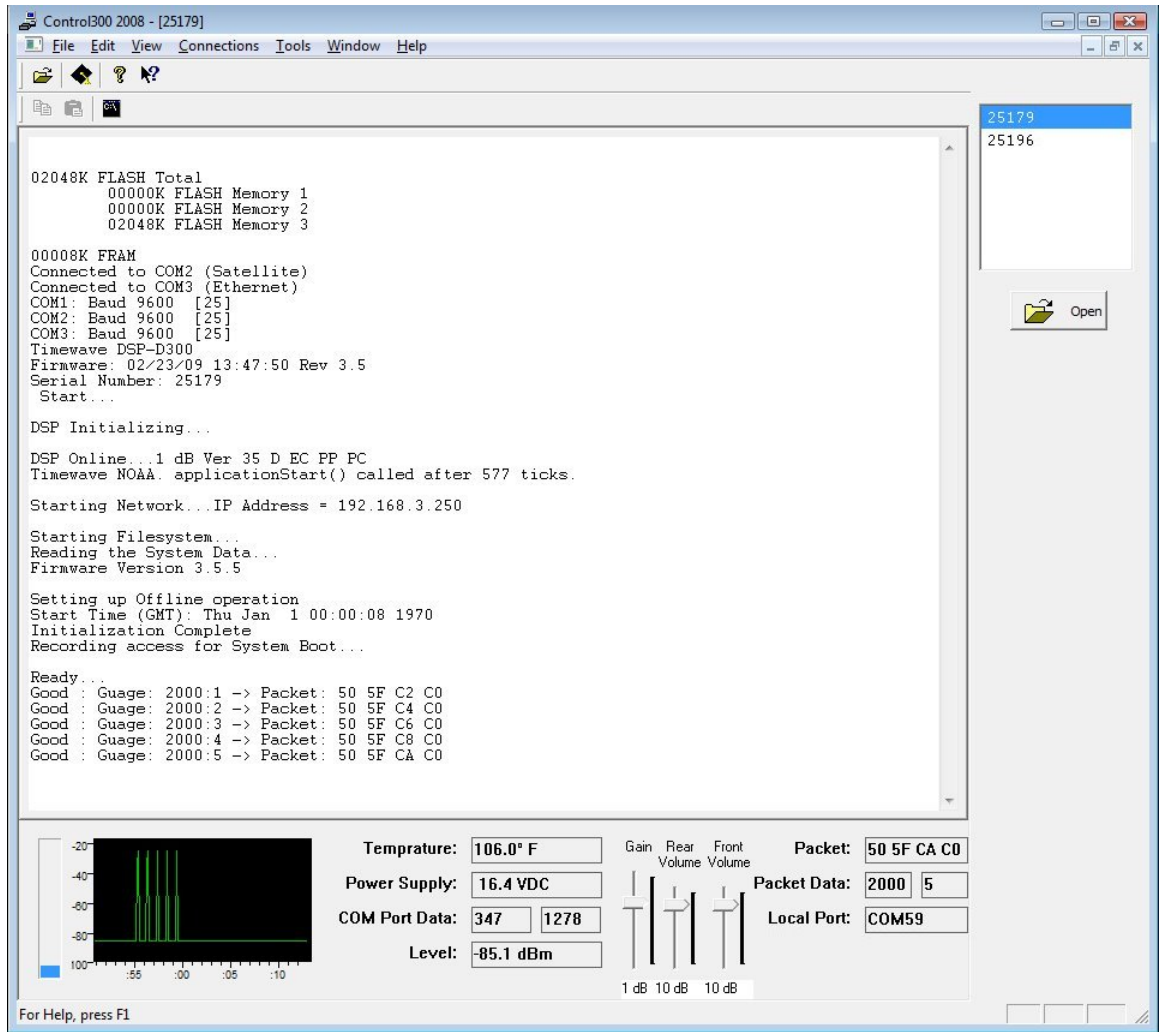 Control300 2008 - [25179]
File Edit View Connections Tools Window Help
25179
25196
Open
02048K FLASH Total
00000K FLASH Memory 1
00000K FLASH Memory 2
02048K FLASH Memory 3
00008K FRAM
Connected to COM2 (Satellite)
Connected to COM3 (Ethernet)
COM1: Baud 9600 [25]
COM2: Baud 9600 [25]
COM3: Baud 9600 [25]
Timewave DSP-D300
Firmware: 02/23/09 13:47:50 Rev 3.5
Serial Number: 25179
Start...
DSP Initializing...
DSP Online...1 dB Ver 35 D EC PP PC
Timewave NOAA. applicationStart() called after 577 ticks.
Starting Network...IP Address = 192.168.3.250
Starting Filesystem...
Reading the System Data...
Firmware Version 3.5.5
Setting up Offline operation
Start Time (GMT): Thu Jan 1 00:00:08 1970
Initialization Complete
Recording access for System Boot...
Ready...
Good : Guage: 2000:1 -> Packet: 50 5F C2 C0
Good : Guage: 2000:2 -> Packet: 50 5F C4 C0
Good : Guage: 2000:3 -> Packet: 50 5F C6 C0
Good : Guage: 2000:4 -> Packet: 50 5F C8 C0
Good : Guage: 2000:5 -> Packet: 50 5F CA C0
-20
-40
-60
-80
100
:55 :00 :05 :10
Temprature: 106.0° F
Power Supply: 16.4 VDC
COM Port Data: 347 1278
Level: -85.1 dBm
Gain Rear Volume Front Volume
1 dB 10 dB 10 dB
Packet: 50 5F CA C0
Packet Data: 2000 5
Local Port: COM59
For Help, press F1